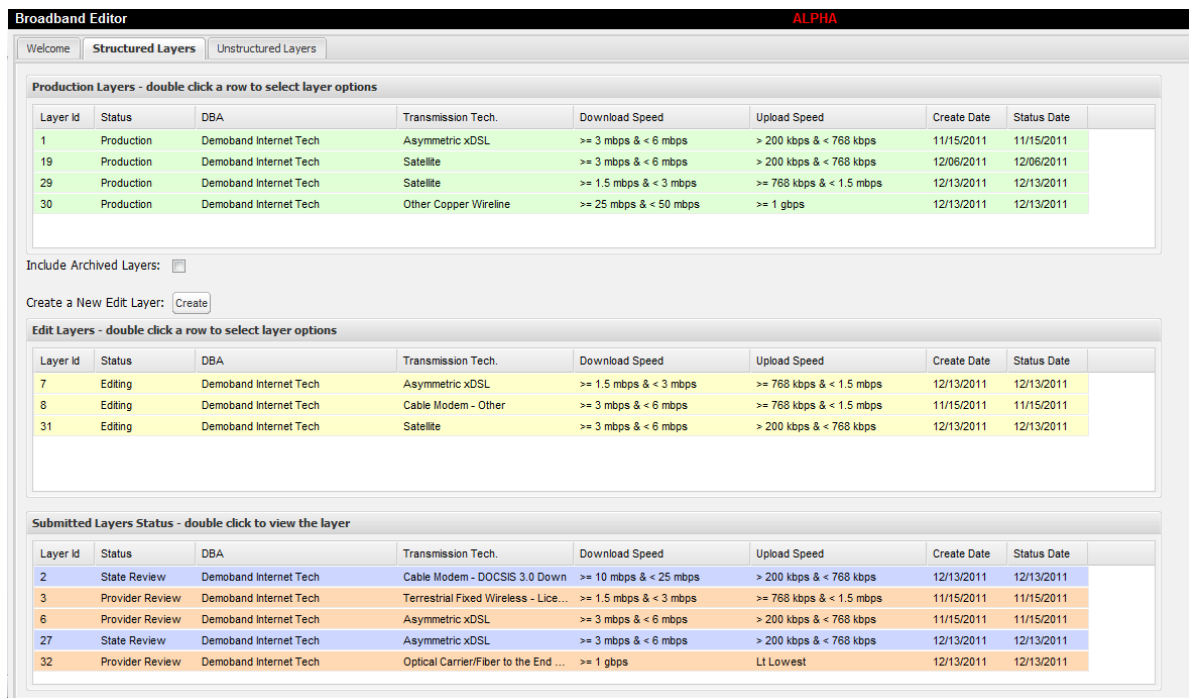 Broadband Editor ALPHA
Welcome Structured Layers Unstructured Layers
Production Layers - double click a row to select layer options
Layer Id Status DBA Transmission Tech. Download Speed Upload Speed Create Date Status Date
1 Production Demoband Internet Tech Asymmetric xDSL >= 3 mbps & < 6 mbps > 200 kbps & < 768 kbps 11/15/2011 11/15/2011
19 Production Demoband Internet Tech Satellite >= 3 mbps & < 6 mbps > 200 kbps & < 768 kbps 12/06/2011 12/06/2011
29 Production Demoband Internet Tech Satellite >= 1.5 mbps & < 3 mbps >= 768 kbps & < 1.5 mbps 12/13/2011 12/13/2011
30 Production Demoband Internet Tech Other Copper Wireline >= 25 mbps & < 50 mbps >= 1 gbps 12/13/2011 12/13/2011
Include Archived Layers:
Create a New Edit Layer: Create
Edit Layers - double click a row to select layer options
Layer Id Status DBA Transmission Tech. Download Speed Upload Speed Create Date Status Date
7 Editing Demoband Internet Tech Asymmetric xDSL >= 1.5 mbps & < 3 mbps >= 768 kbps & < 1.5 mbps 12/13/2011 12/13/2011
8 Editing Demoband Internet Tech Cable Modem - Other >= 3 mbps & < 6 mbps >= 768 kbps & < 1.5 mbps 11/15/2011 11/15/2011
31 Editing Demoband Internet Tech Satellite >= 3 mbps & < 6 mbps > 200 kbps & < 768 kbps 12/13/2011 12/13/2011
Submitted Layers Status - double click to view the layer
Layer Id Status DBA Transmission Tech. Download Speed Upload Speed Create Date Status Date
2 State Review Demoband Internet Tech Cable Modem - DOCSIS 3.0 Down >= 10 mbps & < 25 mbps > 200 kbps & < 768 kbps 12/13/2011 12/13/2011
3 Provider Review Demoband Internet Tech Terrestrial Fixed Wireless - Lice... >= 1.5 mbps & < 3 mbps >= 768 kbps & < 1.5 mbps 11/15/2011 11/15/2011
6 Provider Review Demoband Internet Tech Asymmetric xDSL >= 3 mbps & < 6 mbps > 200 kbps & < 768 kbps 11/15/2011 11/15/2011
27 State Review Demoband Internet Tech Asymmetric xDSL >= 3 mbps & < 6 mbps > 200 kbps & < 768 kbps 12/13/2011 12/13/2011
32 Provider Review Demoband Internet Tech Optical Carrier/Fiber to the End ... >= 1 gbps Lt Lowest 12/13/2011 12/13/2011